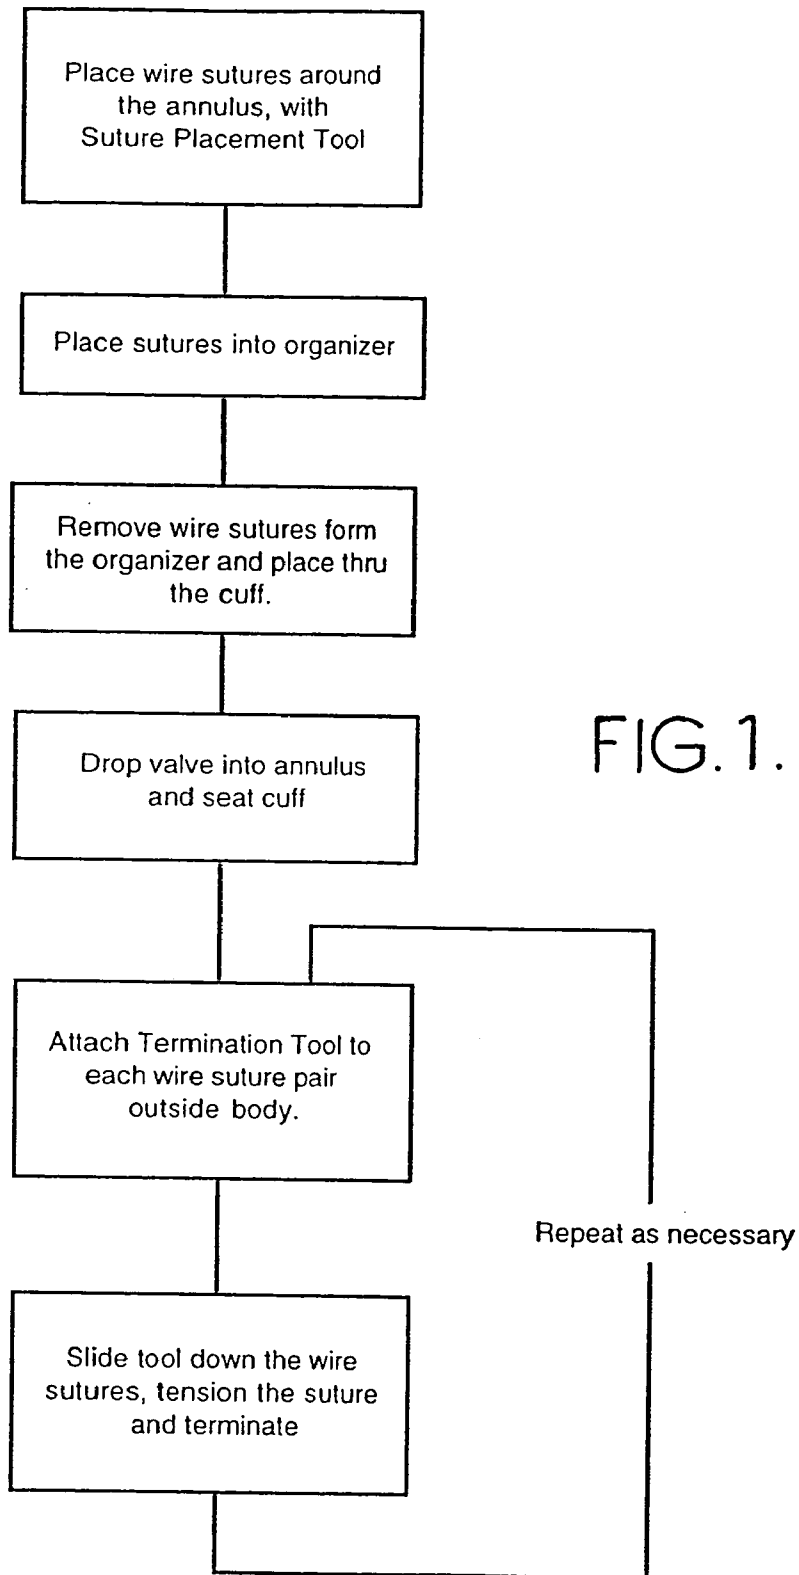 Place wire sutures around
the annulus, with
Suture Placement Tool
Place sutures into organizer
Remove wire sutures form
the organizer and place thru
the cuff.
Drop valve into annulus
and seat cuff
FIG.1.
Attach Termination Tool to
each wire suture pair
outside body.
Repeat as necessary
Slide tool down the wire
sutures, tension the suture
and terminate